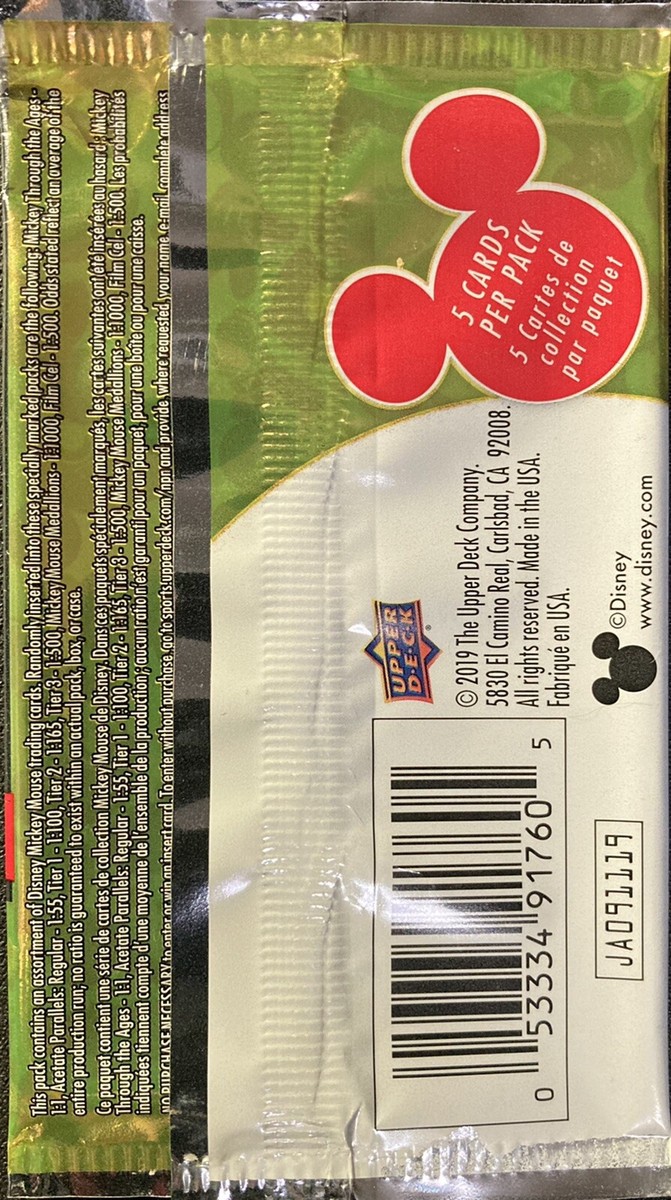 This pack contains an assortment of Disney Mickey Mouse trading cards. Randomly inserted into these specially marked packs are the following: Mickey Through the Ages -
1:1, Acetate Parallels: Regular - 1:55, Tier 1 - 1:100, Tier 2 - 1:165, Tier 3 - 1:500, Mickey Mouse Medallions - 1:1000, Film Cel - 1:500. Odds stated reflect an average of the
entire production run; no ratio is guaranteed to exist within an actual pack, box, or case.
Ce paquet contient une série de cartes de collection Mickey Mouse de Disney. Dans ces paquets spécialement marqués, les cartes suivantes ont été insérées au hasard: Mickey
Through the Ages - 1:1, Acetate Parallels: Regular - 1:55, Tier 1 - 1:100, Tier 2 - 1:165, Tier 3 - 1:500, Mickey Mouse Medallions - 1:1000, Film Cel - 1:500. Les probabilités
indiquées tiennent compte d'une moyenne de l'ensemble de la production; aucun ratio n'est garanti pour un paquet, pour une boîte ou pour une caisse.
NO PURCHASE NECESSARY to enter to win an insert card. To enter without purchase, go to sports.upperdeck.com/npn and provide, where requested, your name, (e-mail, complete address
5 CARDS
PER PACK
5 Cartes de
collection
par paquet
UPPER
DECK
®
© 2019 The Upper Deck Company.
5830 El Camino Real, Carlsbad, CA 92008.
All rights reserved. Made in the USA.
Fabriqué en USA.
0 53334 91760 5
©Disney
www.disney.com
JA091119